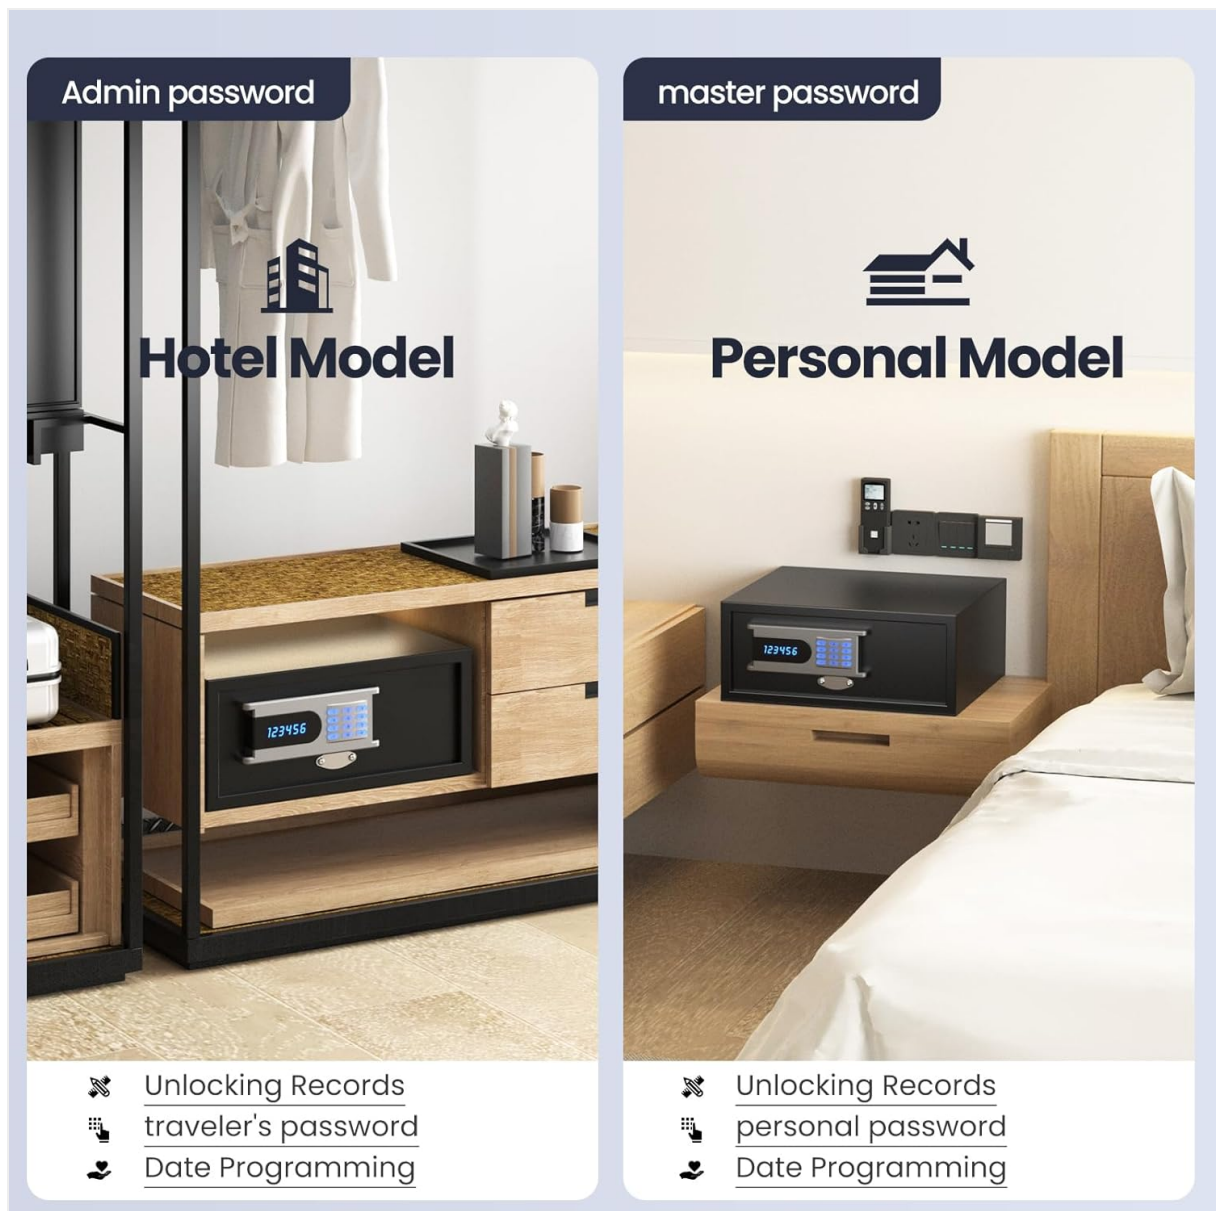 Admin password
Hotel Model
123456
Unlocking Records
traveler's password
Date Programming
master password
Personal Model
123456
Unlocking Records
personal password
Date Programming